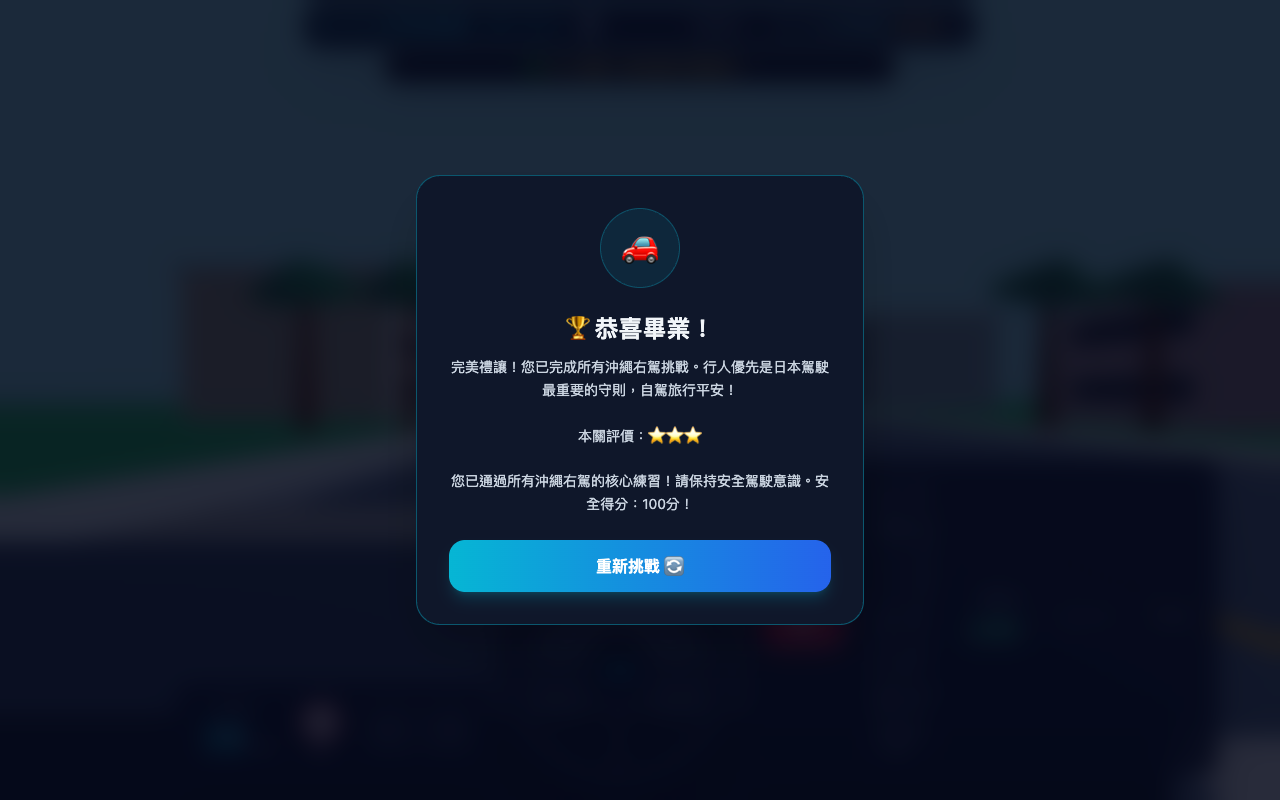 🏆 恭喜畢業！
完美禮讓！您已完成所有沖繩右駕挑戰。行人優先是日本駕駛
最重要的守則，自駕旅行平安！
本關評價：⭐⭐⭐
您已通過所有沖繩右駕的核心練習！請保持安全駕駛意識。安
全得分：100分！
重新挑戰 🔄